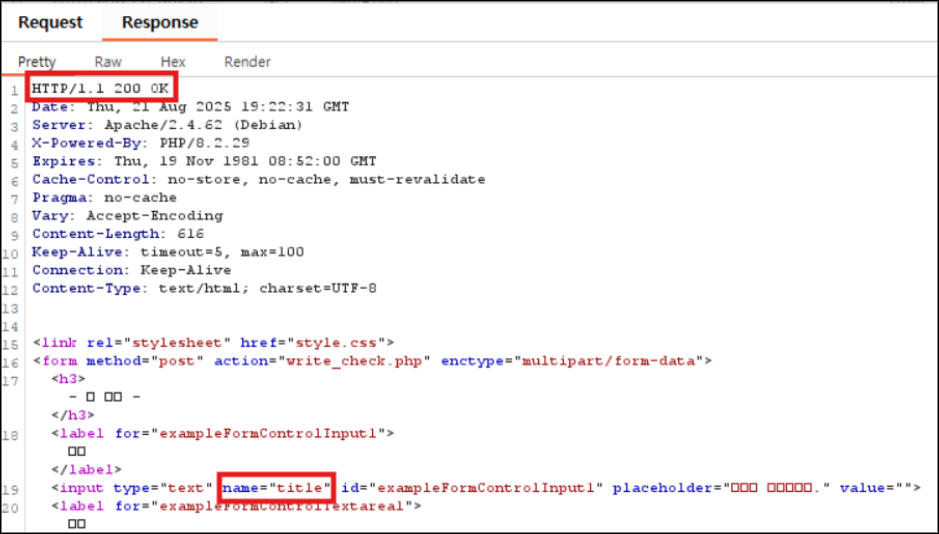 Request Response
Pretty Raw Hex Render
1 HTTP/1.1 200 OK
2 Date: Thu, 21 Aug 2025 19:22:31 GMT
3 Server: Apache/2.4.62 (Debian)
4 X-Powered-By: PHP/8.2.29
5 Expires: Thu, 19 Nov 1981 08:52:00 GMT
6 Cache-Control: no-store, no-cache, must-revalidate
7 Pragma: no-cache
8 Vary: Accept-Encoding
9 Content-Length: 616
10 Keep-Alive: timeout=5, max=100
11 Connection: Keep-Alive
12 Content-Type: text/html; charset=UTF-8
13
14
15 <link rel="stylesheet" href="style.css">
16 <form method="post" action="write_check.php" enctype="multipart/form-data">
17 <h3>
- □ □□ -
</h3>
18 <label for="exampleFormControlInput1">
□□
</label>
19 <input type="text" name="title" id="exampleFormControlInput1" placeholder="□□□ □□□□□." value="">
20 <label for="exampleFormControlTextarea1">
□□